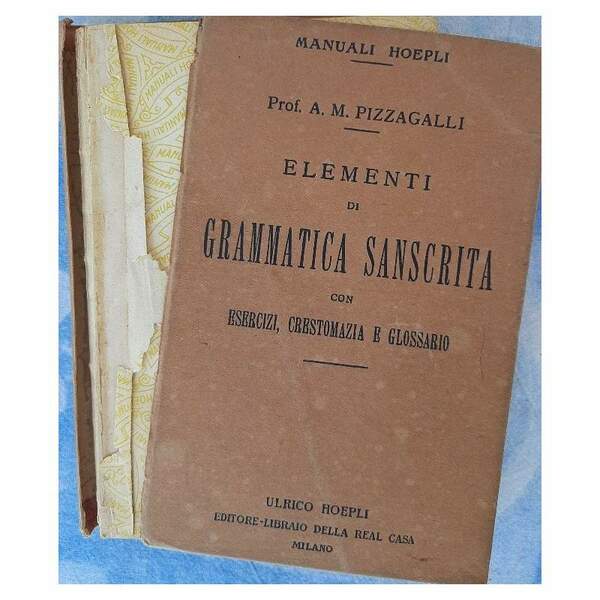 MANUALI HOEPLI
Prof. A. M. PIZZAGALLI
ELEMENTI
DI
GRAMMATICA SANSCRITA
CON
ESERCIZI, CRESTOMAZIA E GLOSSARIO
ULRICO HOEPLI
EDITORE-LIBRAIO DELLA REAL CASA
MILANO